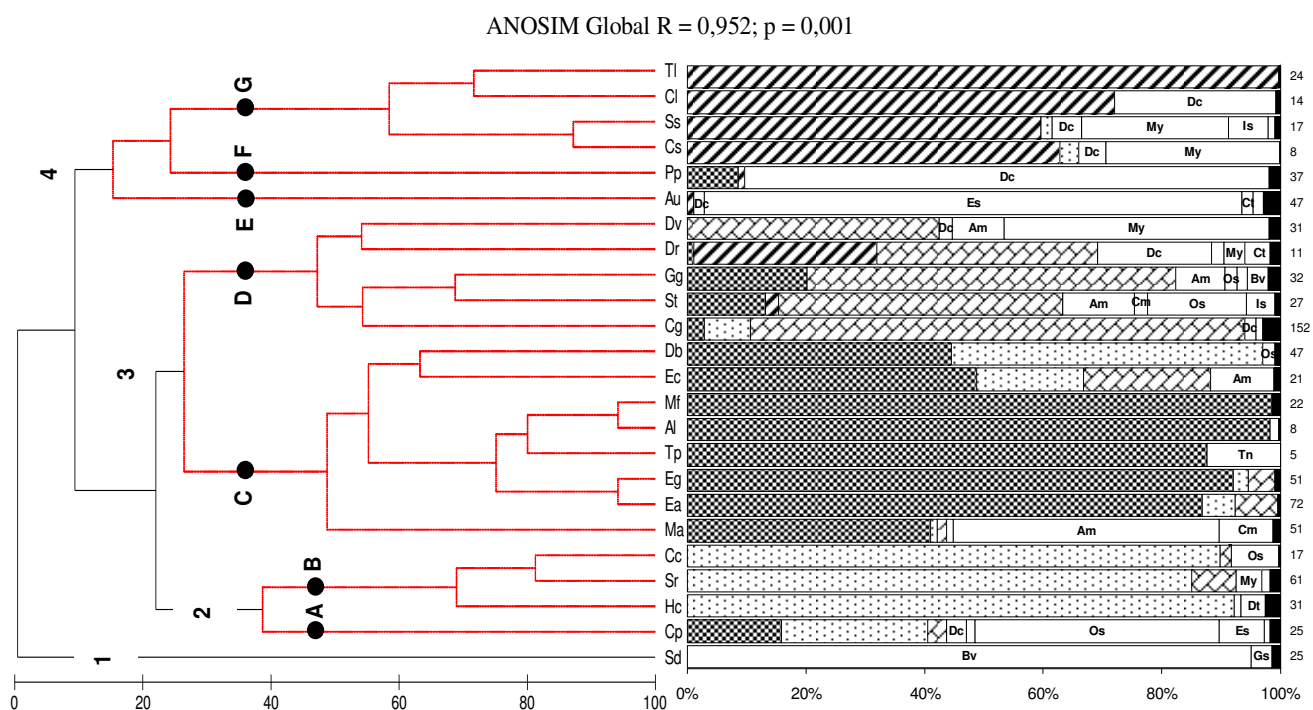 ANOSIM Global R = 0,952; p = 0,001
Tl 24
G Cl Dc 14
Ss Dc My Is 17
F Cs Dc My 8
4 Pp Dc 37
Au Dc Es Ct 47
E Dv Dc Am My 31
Dr Dc My Ct 11
D Gg Am Os Bv 32
St Am Cm Os Is 27
Cg Dc 152
3 Db Os 47
Ec Am 21
Mf 22
Al 8
Tp Tn 5
C Eg 51
Ea 72
Ma Am Cm 51
B Cc Os 17
Sr My 61
2 A Hc Dt 31
Cp Dc Os Es 25
1 Sd Bv Gs 25
0 20 40 60 80 100 0% 20% 40% 60% 80% 100%